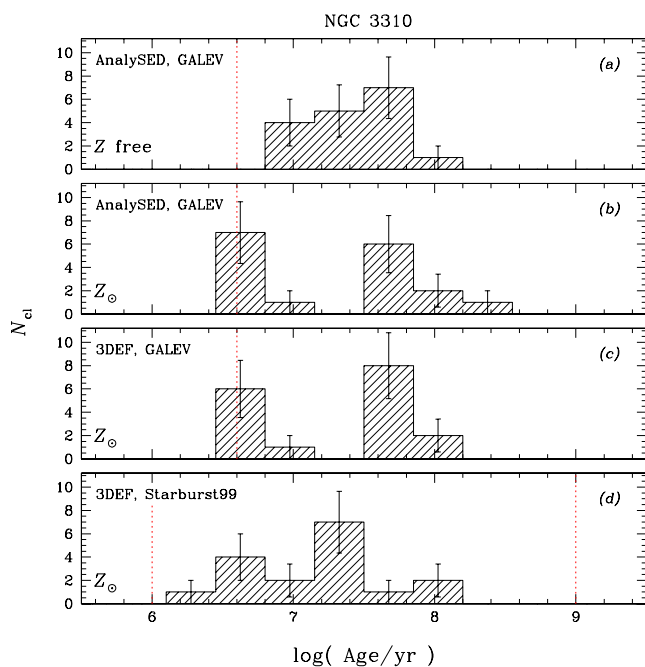 NGC 3310
AnalySED, GALEV
(a)
Z free
10
8
6
4
2
0
AnalySED, GALEV
(b)
Z⊙
10
8
6
4
2
0
N_cl
3DEF, GALEV
(c)
Z⊙
10
8
6
4
2
0
3DEF, Starburst99
(d)
Z⊙
10
8
6
4
2
0
6 7 8 9
log( Age/yr )